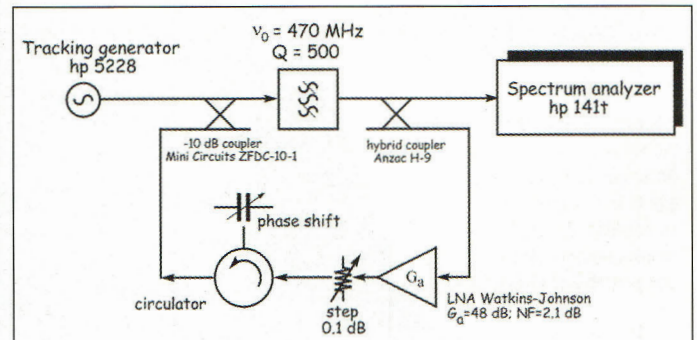 Tracking generator
hp 5228
ν₀ = 470 MHz
Q = 500
Spectrum analyzer
hp 141t
-10 dB coupler
Mini Circuits ZFDC-10-1
hybrid coupler
Anzac H-9
phase shift
circulator
step
0.1 dB
Gₐ
LNA Watkins-Johnson
Gₐ=48 dB; NF=2.1 dB